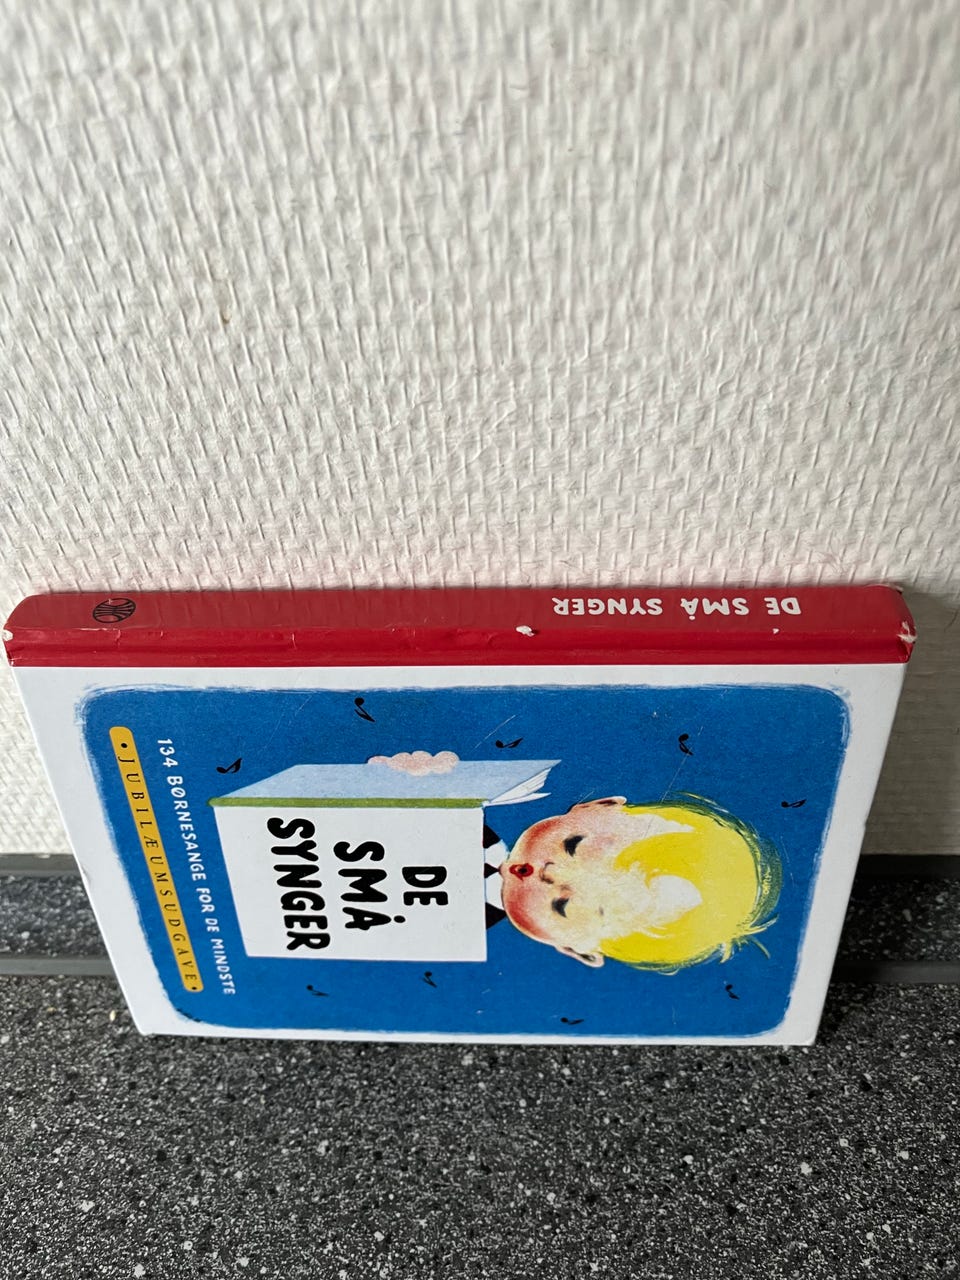 DE SMÅ SYNGER
DE
SMÅ
SYNGER
134 BØRNESANGE FOR DE MINDSTE
• JUBILÆUMSUDGAVE •